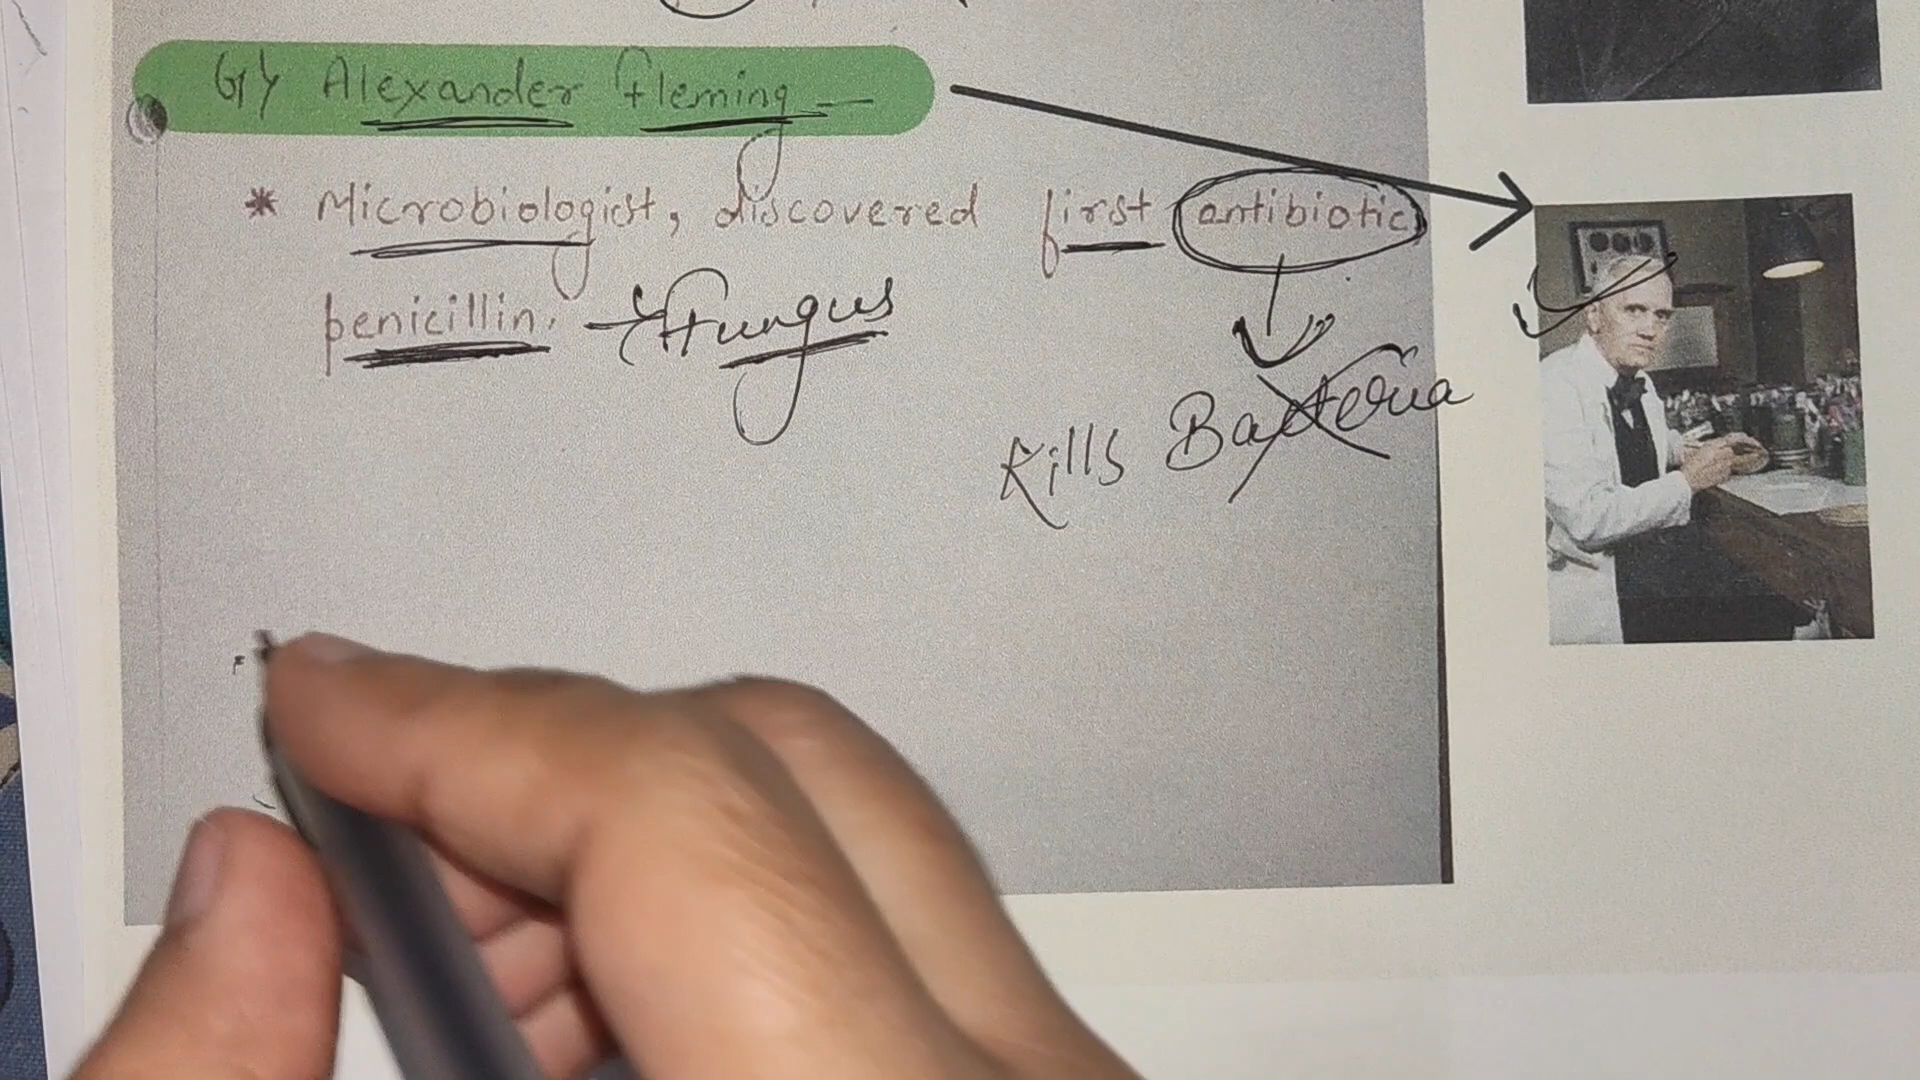 6) Alexander Fleming -
* Microbiologist, discovered first antibiotic
penicillin. → Fungus
Kills Bacteria